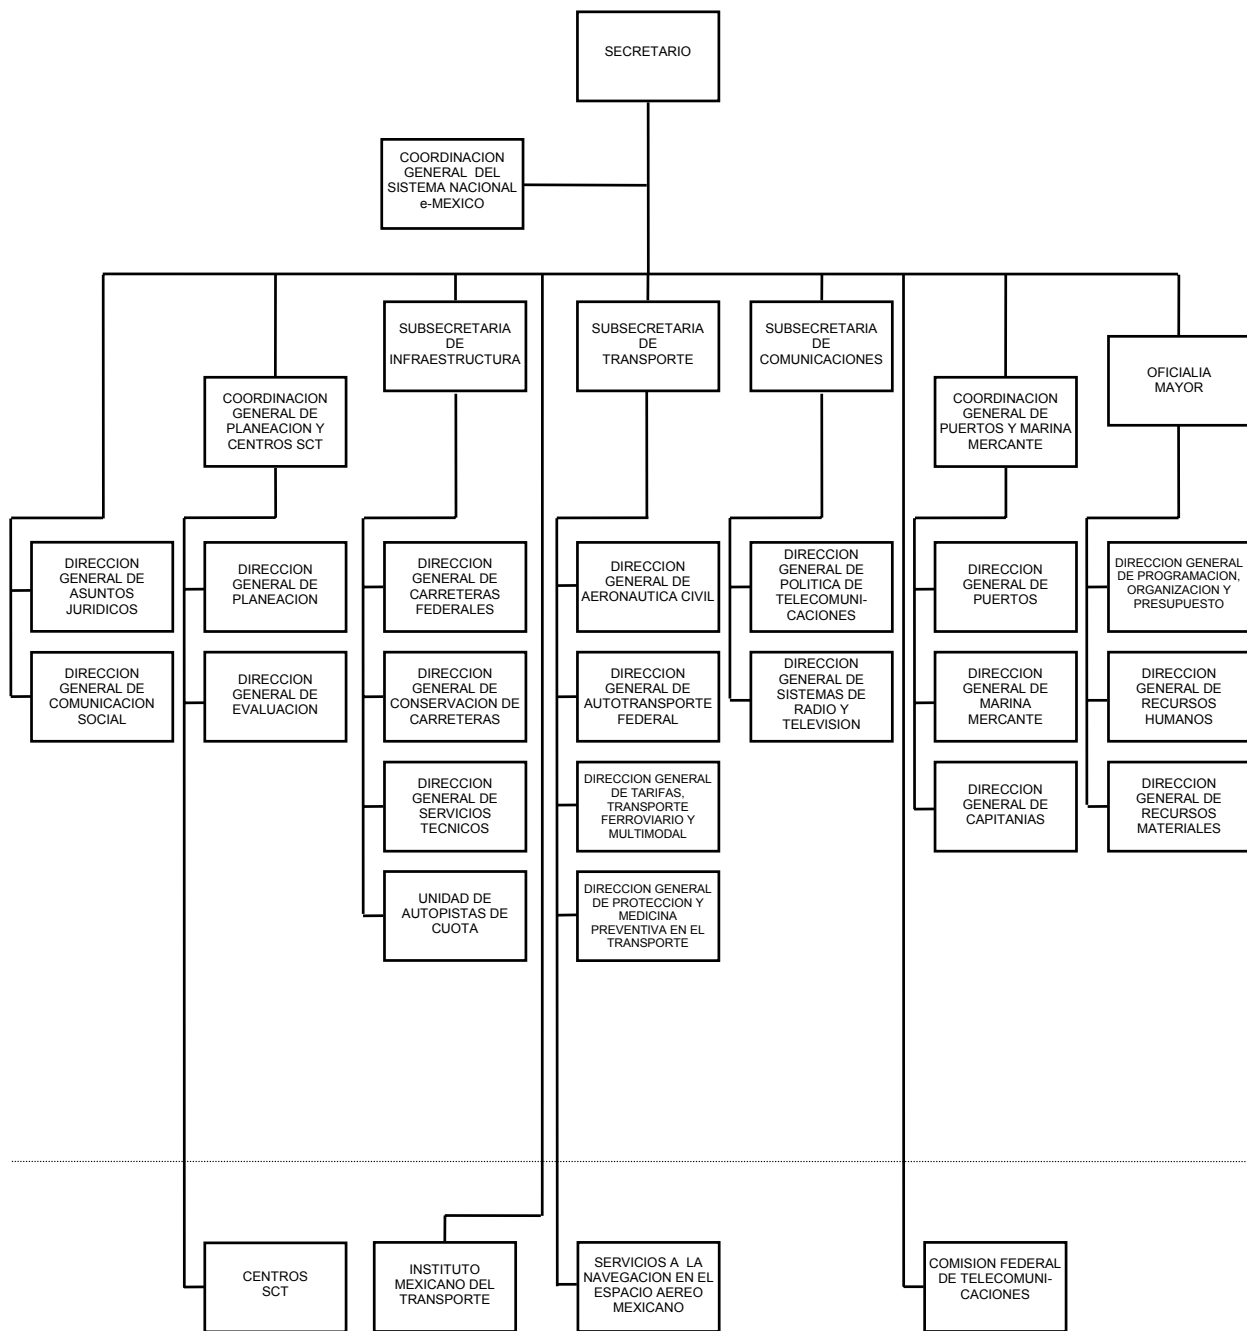 SECRETARIO
COORDINACION
GENERAL DEL
SISTEMA NACIONAL
e-MEXICO
SUBSECRETARIA
DE
INFRAESTRUCTURA
SUBSECRETARIA
DE
TRANSPORTE
SUBSECRETARIA
DE
COMUNICACIONES
OFICIALIA
MAYOR
COORDINACION
GENERAL DE
PLANEACION Y
CENTROS SCT
COORDINACION
GENERAL DE
PUERTOS Y MARINA
MERCANTE
DIRECCION
GENERAL DE
ASUNTOS
JURIDICOS
DIRECCION
GENERAL DE
PLANEACION
DIRECCION
GENERAL DE
CARRETERAS
FEDERALES
DIRECCION
GENERAL DE
AERONAUTICA CIVIL
DIRECCION
GENERAL DE
POLITICA DE
TELECOMUNI-
CACIONES
DIRECCION
GENERAL DE
PUERTOS
DIRECCION GENERAL
DE PROGRAMACION,
ORGANIZACION Y
PRESUPUESTO
DIRECCION
GENERAL DE
COMUNICACION
SOCIAL
DIRECCION
GENERAL DE
EVALUACION
DIRECCION
GENERAL DE
CONSERVACION DE
CARRETERAS
DIRECCION
GENERAL DE
AUTOTRANSPORTE
FEDERAL
DIRECCION
GENERAL DE
SISTEMAS DE
RADIO Y
TELEVISION
DIRECCION
GENERAL DE
MARINA
MERCANTE
DIRECCION
GENERAL DE
RECURSOS
HUMANOS
DIRECCION
GENERAL DE
SERVICIOS
TECNICOS
DIRECCION GENERAL
DE TARIFAS,
TRANSPORTE
FERROVIARIO Y
MULTIMODAL
DIRECCION
GENERAL DE
CAPITANIAS
DIRECCION
GENERAL DE
RECURSOS
MATERIALES
UNIDAD DE
AUTOPISTAS DE
CUOTA
DIRECCION GENERAL
DE PROTECCION Y
MEDICINA
PREVENTIVA EN EL
TRANSPORTE
CENTROS
SCT
INSTITUTO
MEXICANO DEL
TRANSPORTE
SERVICIOS A LA
NAVEGACION EN EL
ESPACIO AEREO
MEXICANO
COMISION FEDERAL
DE TELECOMUNI-
CACIONES